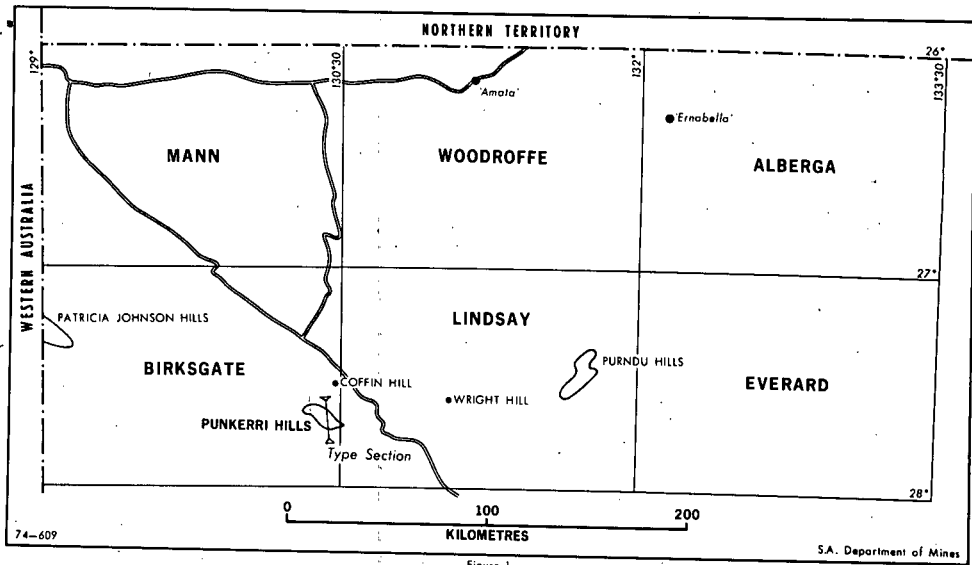 NORTHERN TERRITORY
26°
129°
130°30
132°
133°30
'Amata'
'Ernabella'
MANN
WOODROFFE
ALBERGA
WESTERN AUSTRALIA
27°
PATRICIA JOHNSON HILLS
LINDSAY
BIRKSGATE
PURNDU HILLS
COFFIN HILL
EVERARD
WRIGHT HILL
PUNKERRI HILLS
Type Section
28°
0 100 200
KILOMETRES
74-609
S.A. Department of Mines
Figure 1